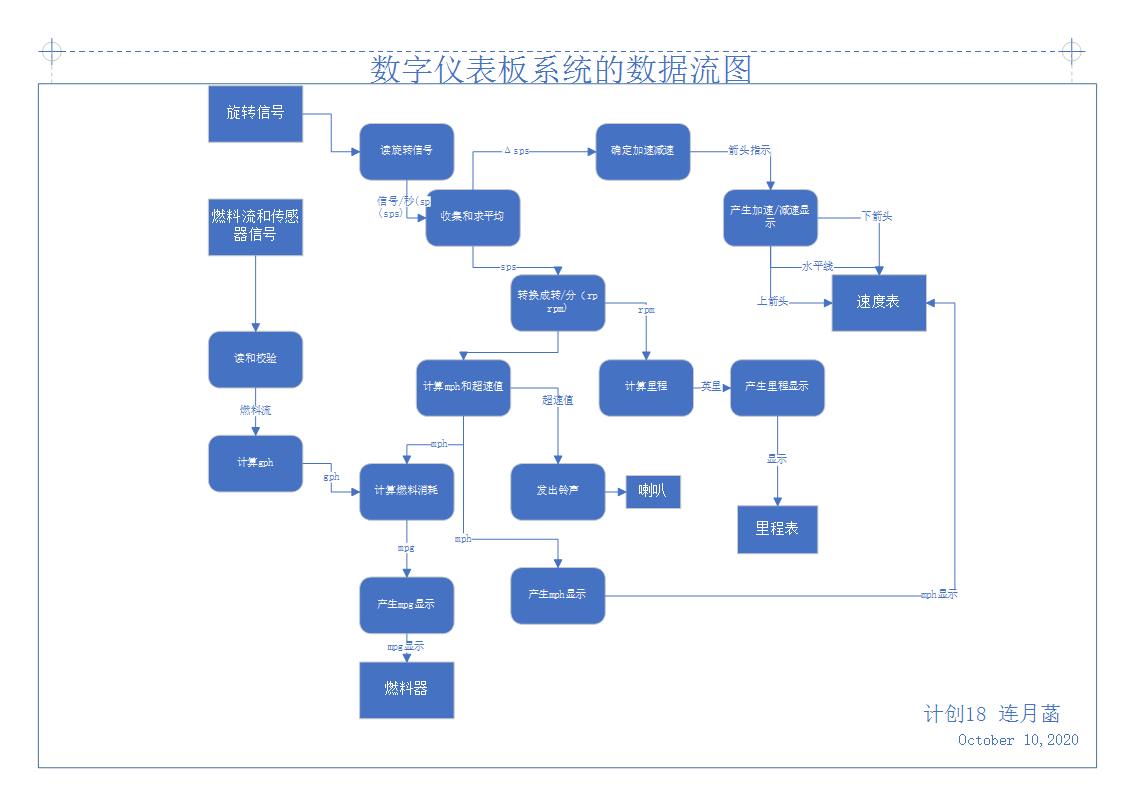 数字仪表板系统的数据流图
旋转信号
读旋转信号
Δsps
确定加速减速
箭头指示
信号/秒(sp
(sps)
收集和求平均
产生加速/减速显
示
下箭头
燃料流和传感
器信号
sps
水平线
转换成转/分（rp
rpm)
rpm
上箭头
速度表
读和校验
计算mph和超速值
超速值
计算里程
英里
产生里程显示
燃料流
mph
计算gph
gph
计算燃料消耗
发出铃声
喇叭
显示
里程表
mpg
mph
产生mpg显示
产生mph显示
mph显示
mpg显示
燃料器
计创18 连月菡
October 10,2020